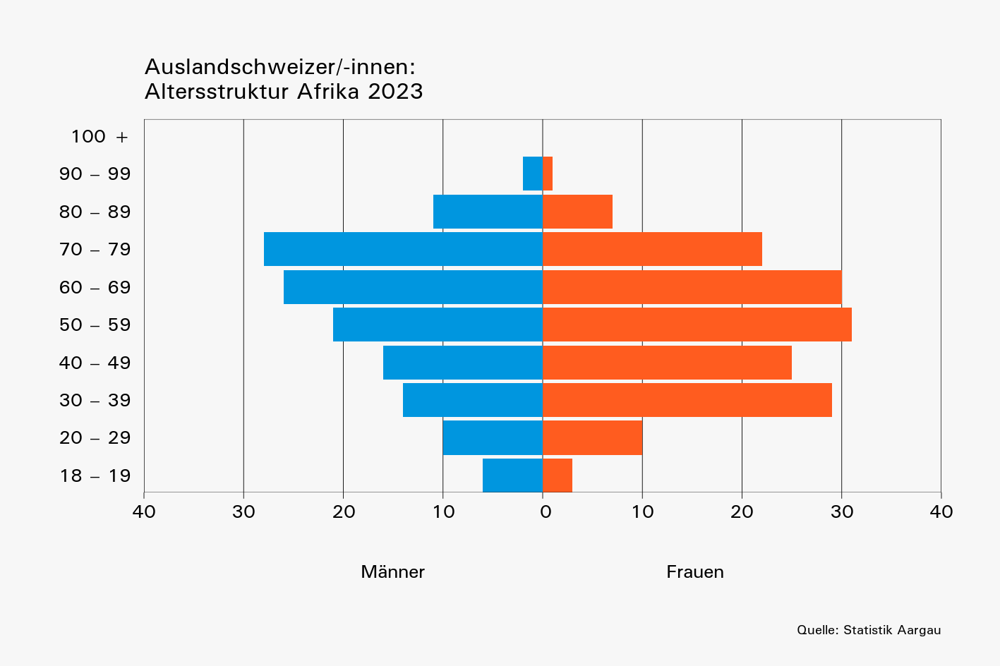 Auslandschweizer/-innen:
Altersstruktur Afrika 2023
100 +
90 – 99
80 – 89
70 – 79
60 – 69
50 – 59
40 – 49
30 – 39
20 – 29
18 – 19
40 30 20 10 0 10 20 30 40
Männer Frauen
Quelle: Statistik Aargau